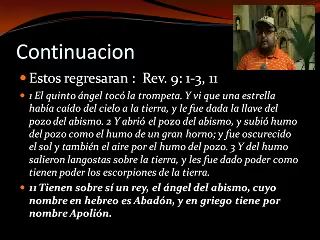 Continuacion
Estos regresaran : Rev. 9: 1-3, 11
1 El quinto ángel tocó la trompeta. Y vi que una estrella
había caído del cielo a la tierra, y le fue dada la llave del
pozo del abismo. 2 Y abrió el pozo del abismo, y subió humo
del pozo como el humo de un gran horno; y fue oscurecido
el sol y también el aire por el humo del pozo. 3 Y del humo
salieron langostas sobre la tierra, y les fue dado poder como
tienen poder los escorpiones de la tierra.
11 Tienen sobre sí un rey, el ángel del abismo, cuyo
nombre en hebreo es Abadón, y en griego tiene por
nombre Apolión.